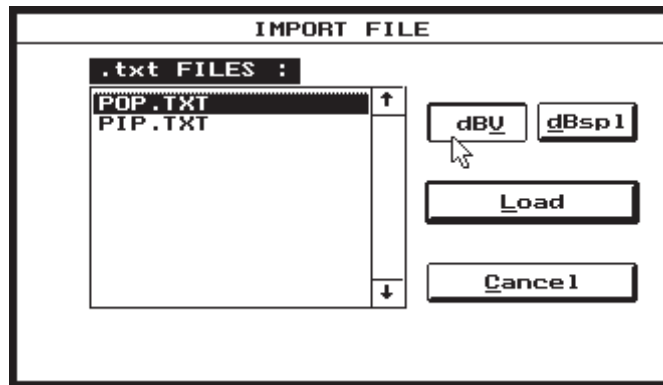 IMPORT FILE
.txt FILES :
POP.TXT
PIP.TXT
dBV dBspl
Load
Cancel